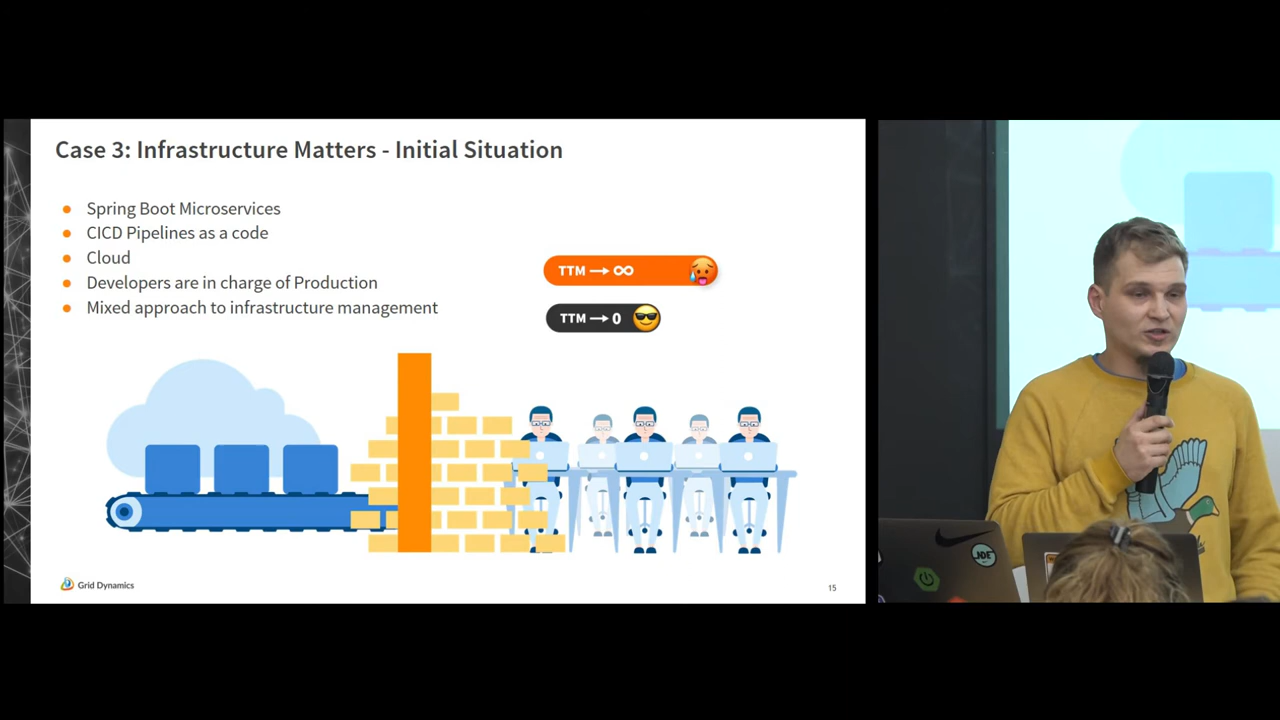 Case 3: Infrastructure Matters - Initial Situation
Spring Boot Microservices
CICD Pipelines as a code
Cloud
Developers are in charge of Production
Mixed approach to infrastructure management
TTM → ∞
TTM → 0
Grid Dynamics
15